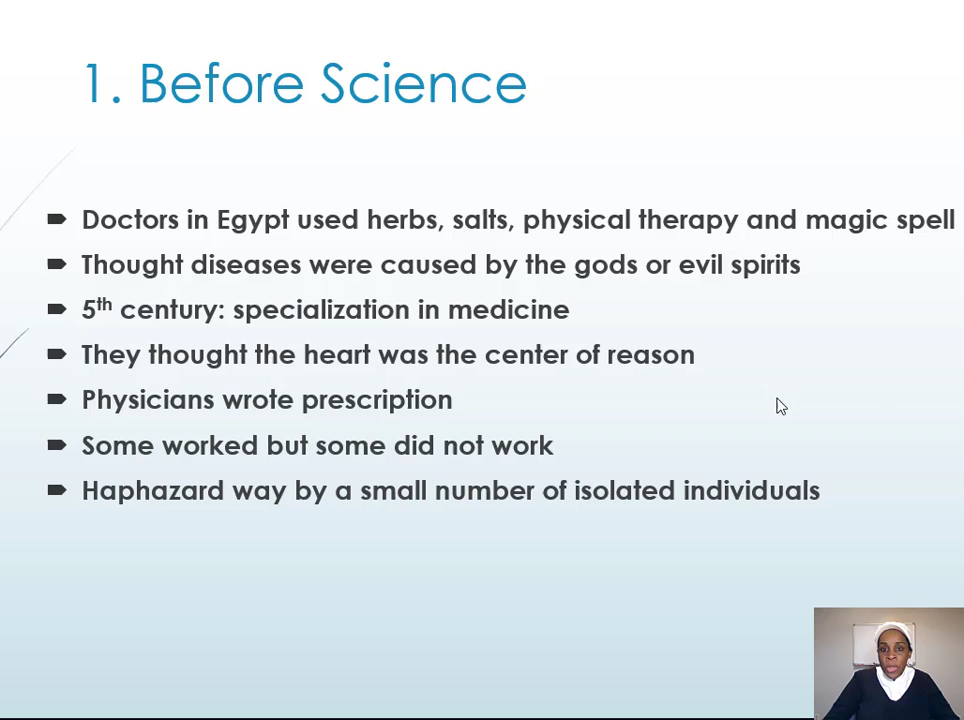 1. Before Science
Doctors in Egypt used herbs, salts, physical therapy and magic spell
Thought diseases were caused by the gods or evil spirits
5th century: specialization in medicine
They thought the heart was the center of reason
Physicians wrote prescription
Some worked but some did not work
Haphazard way by a small number of isolated individuals